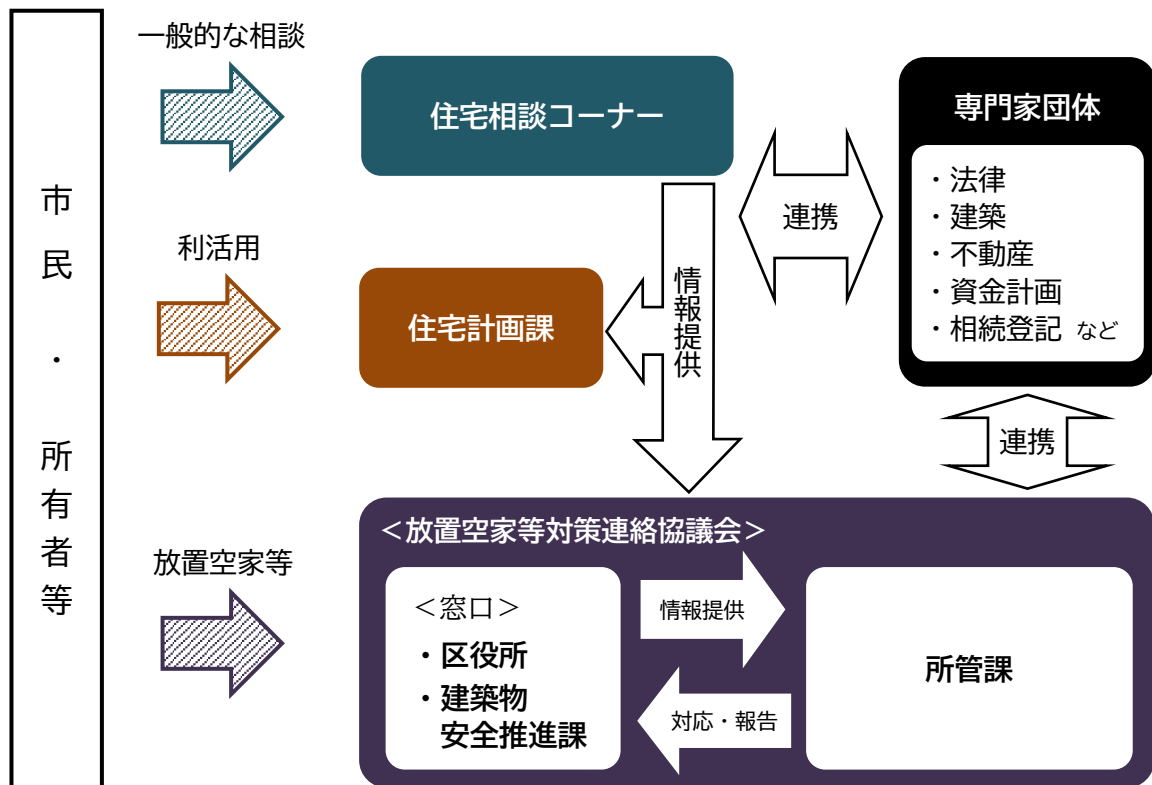 市民・所有者等
一般的な相談
住宅相談コーナー
利活用
住宅計画課
情報提供
連携
専門家団体
・法律
・建築
・不動産
・資金計画
・相続登記 など
連携
放置空家等
＜放置空家等対策連絡協議会＞
＜窓口＞
・区役所
・建築物
安全推進課
情報提供
対応・報告
所管課